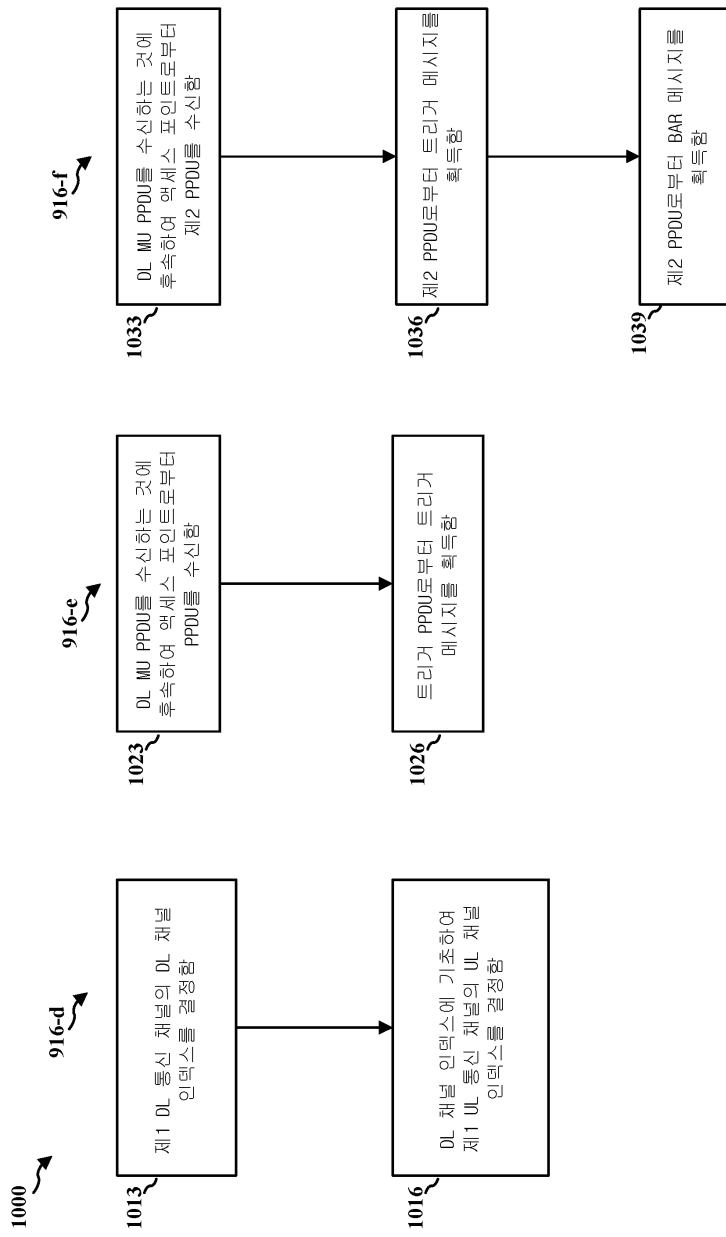 1000
916-d
1013
제1 DL 통신 채널의 DL 채널
인덱스를 결정함
1016
DL 채널 인덱스에 기초하여
제1 UL 통신 채널의 UL 채널
인덱스를 결정함
916-e
1023
DL MU PPDU를 수신하는 것에
후속하여 액세스 포인트로부터
PPDU를 수신함
1026
트리거 PPDU로부터 트리거
메시지를 획득함
916-f
1033
DL MU PPDU를 수신하는 것에
후속하여 액세스 포인트로부터
제2 PPDU를 수신함
1036
제2 PPDU로부터 트리거 메시지를
획득함
1039
제2 PPDU로부터 BAR 메시지를
획득함